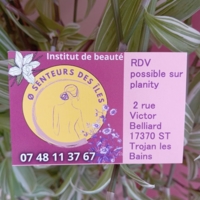 Institut de beauté
Ô SENTEURS DES ÎLES
07 48 11 37 67
RDV
possible sur
planity
2 rue
Victor
Belliard
17370 ST
Trojan les
Bains